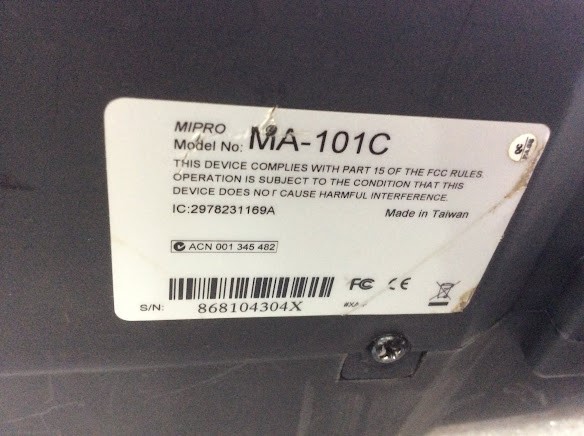 MIPRO
Model No: MA-101C
THIS DEVICE COMPLIES WITH PART 15 OF THE FCC RULES
OPERATION IS SUBJECT TO THE CONDITION THAT THIS
DEVICE DOES NOT CAUSE HARMFUL INTERFERENCE.
IC:2978231169A
Made in Taiwan
ACN 001 345 482
FC CE
S/N: 868104304X